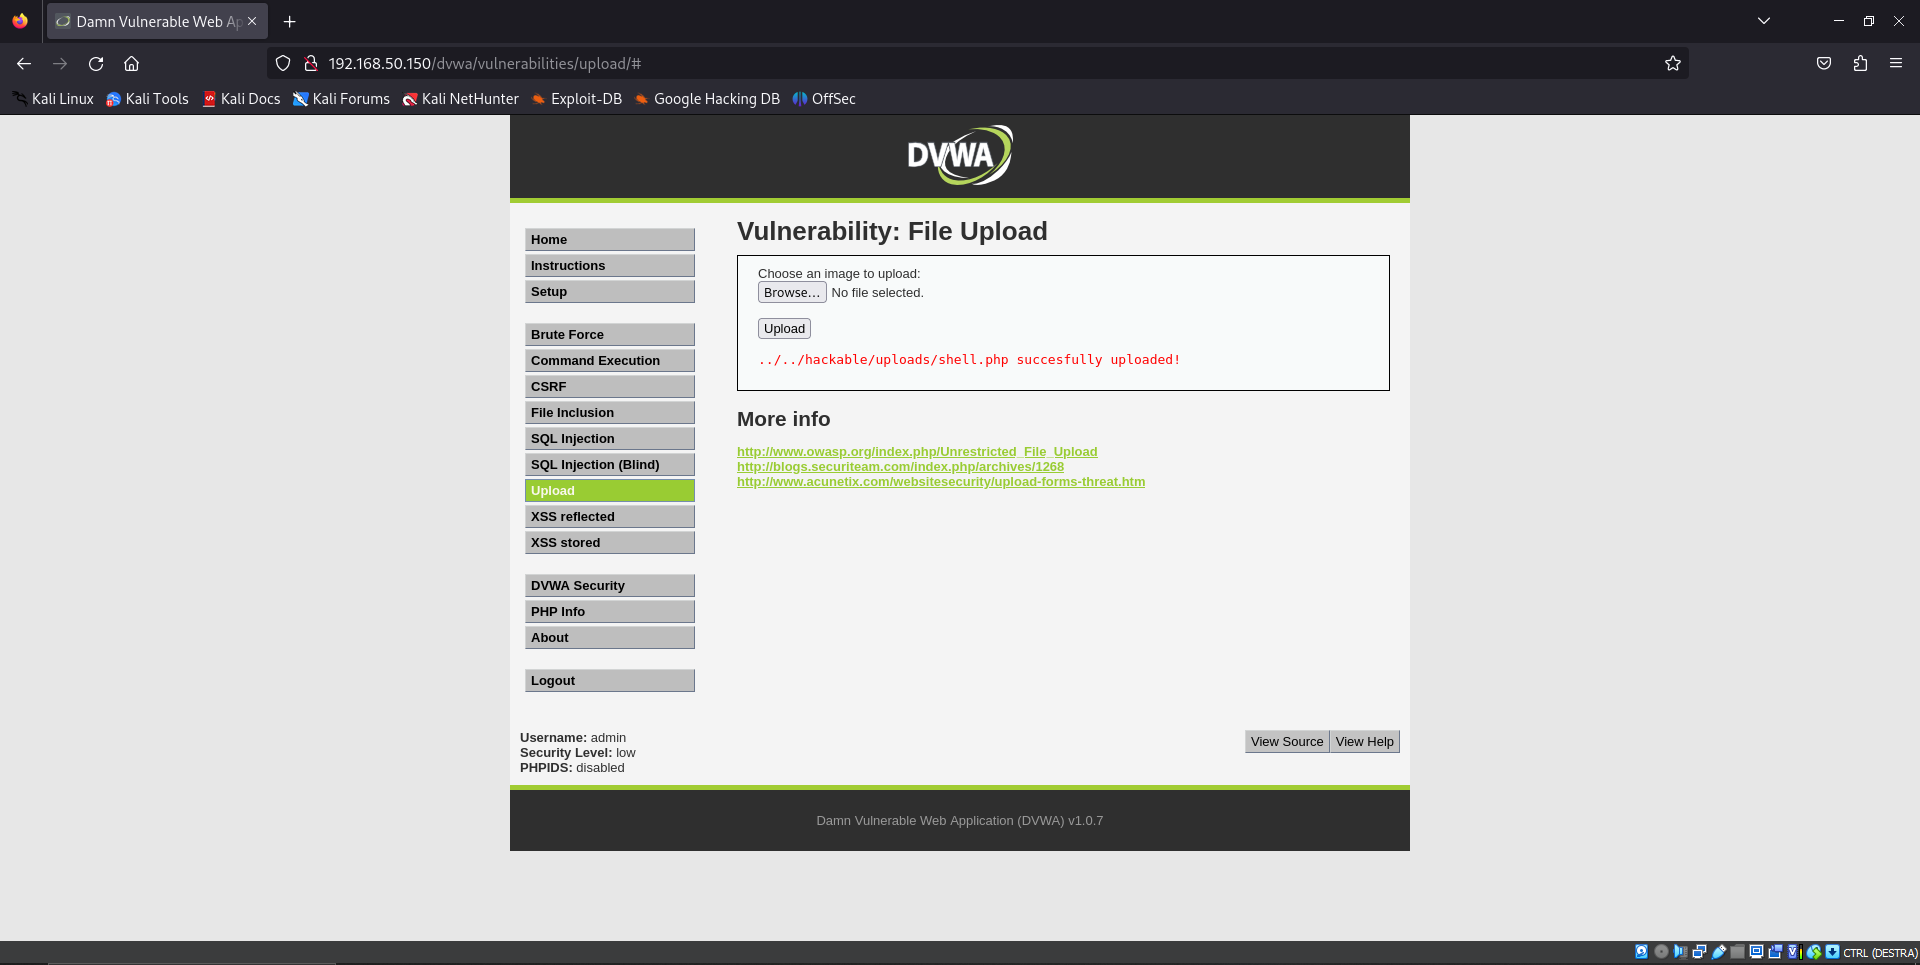 Damn Vulnerable Web Ap
192.168.50.150/dvwa/vulnerabilities/upload/#
Kali Linux
Kali Tools
Kali Docs
Kali Forums
Kali NetHunter
Exploit-DB
Google Hacking DB
OffSec
DVWA
Home
Instructions
Setup
Brute Force
Command Execution
CSRF
File Inclusion
SQL Injection
SQL Injection (Blind)
Upload
XSS reflected
XSS stored
DVWA Security
PHP Info
About
Logout
Vulnerability: File Upload
Choose an image to upload:
Browse... No file selected.
Upload
../../hackable/uploads/shell.php succesfully uploaded!
More info
http://www.owasp.org/index.php/Unrestricted_File_Upload
http://blogs.securiteam.com/index.php/archives/1268
http://www.acunetix.com/websitesecurity/upload-forms-threat.htm
Username: admin
Security Level: low
PHPIDS: disabled
View Source
View Help
Damn Vulnerable Web Application (DVWA) v1.0.7
CTRL (DESTRA)